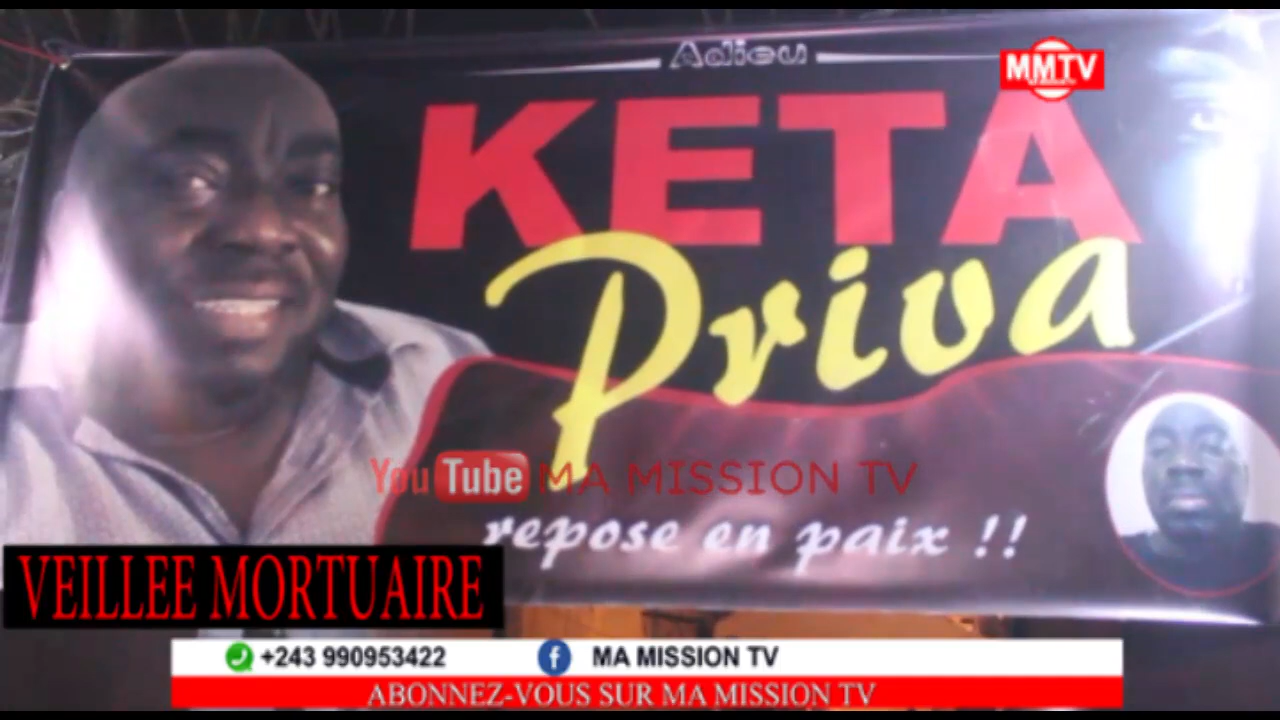 Adieu
MMTV
KETA
Priva
YouTube MA MISSION TV
repose en paix !!
VEILLEE MORTUAIRE
+243 990953422 MA MISSION TV
ABONNEZ-VOUS SUR MA MISSION TV